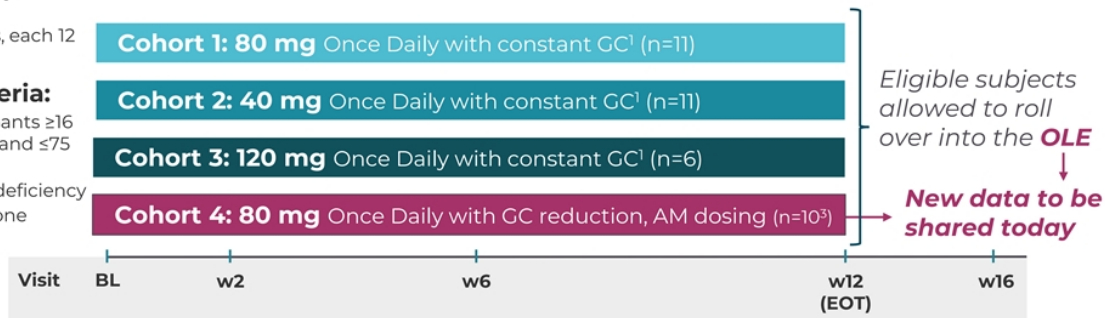 , each 12
eria:
ants ≥16
and ≤75
deficiency
one
Cohort 1: 80 mg Once Daily with constant GC¹ (n=11)
Cohort 2: 40 mg Once Daily with constant GC¹ (n=11)
Cohort 3: 120 mg Once Daily with constant GC¹ (n=6)
Cohort 4: 80 mg Once Daily with GC reduction, AM dosing (n=10³)
Eligible subjects
allowed to roll
over into the OLE
New data to be
shared today
Visit BL w2 w6 w12 w16
(EOT)